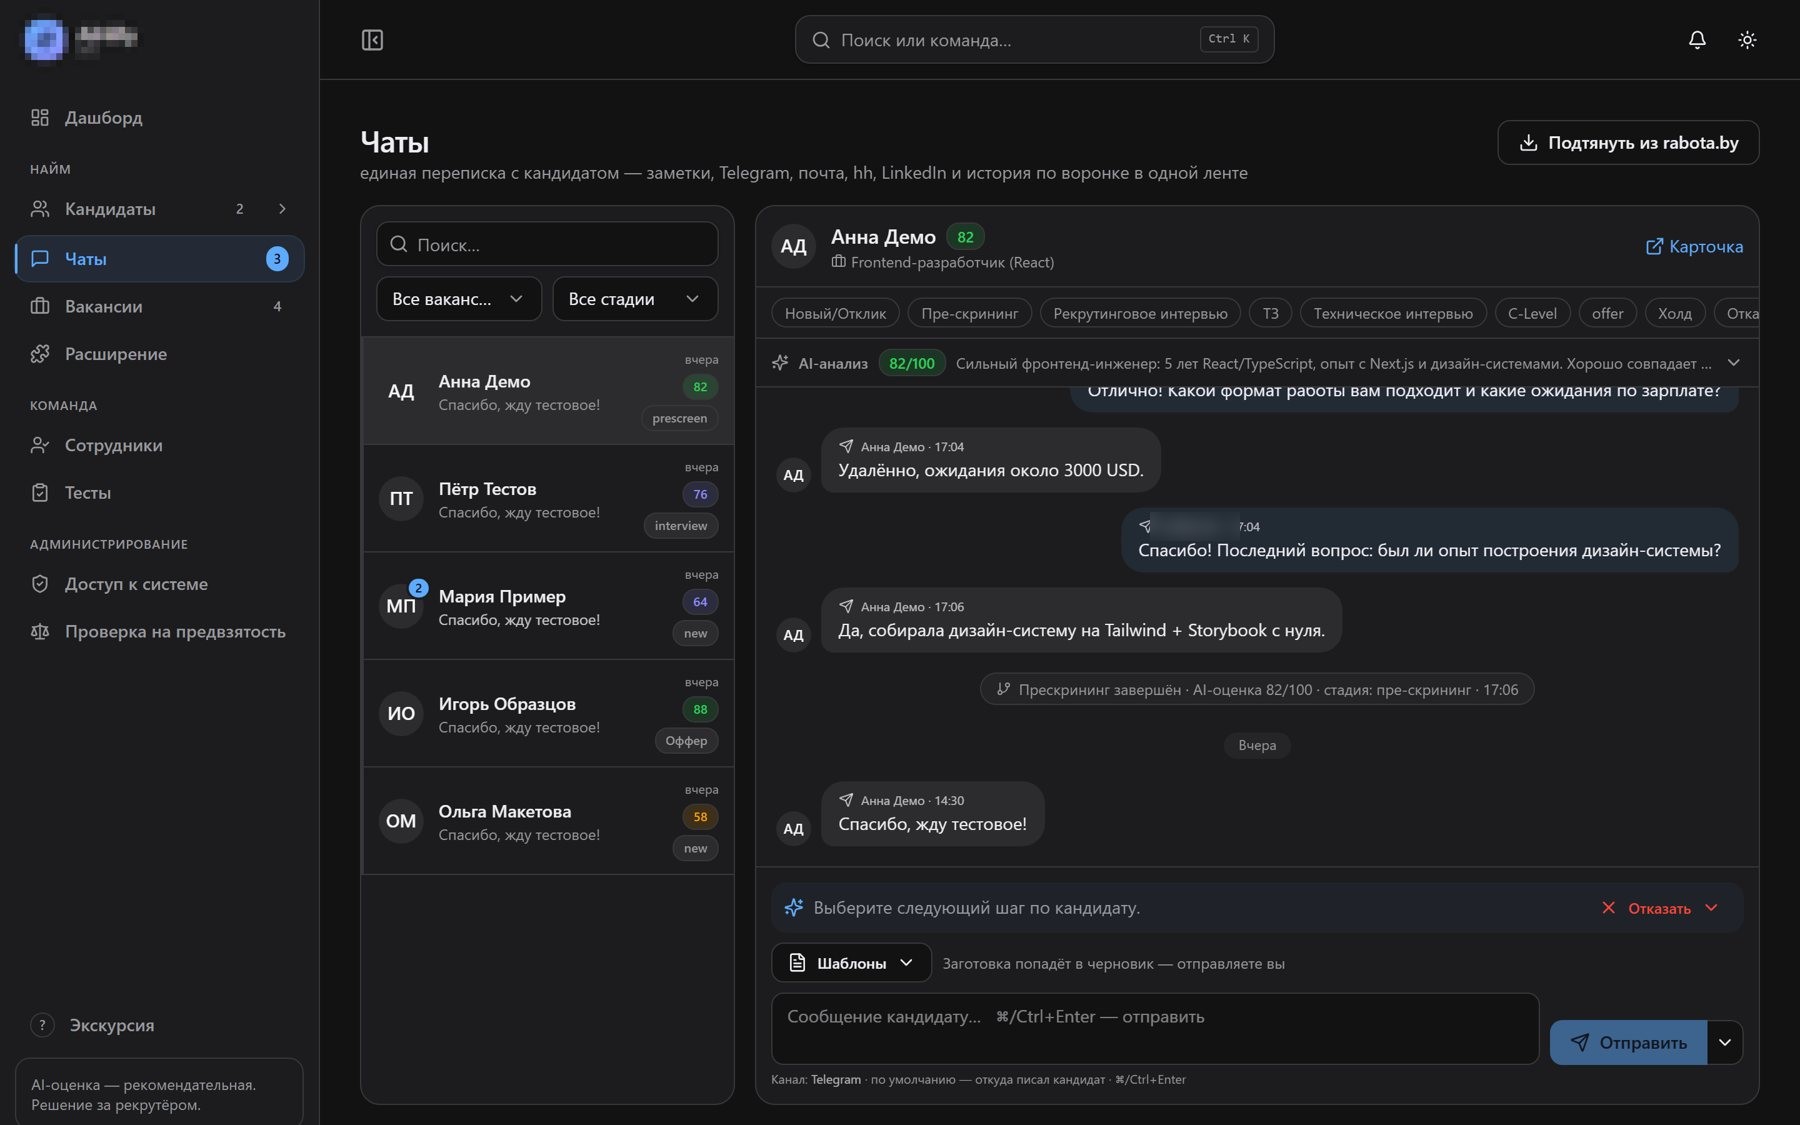 Поиск или команда...
Ctrl K
Дашборд
НАЙМ
Кандидаты 2
Чаты 3
Вакансии 4
Расширение
КОМАНДА
Сотрудники
Тесты
АДМИНИСТРИРОВАНИЕ
Доступ к системе
Проверка на предвзятость
? Экскурсия
AI-оценка — рекомендательная.
Решение за рекрутёром.
Чаты
единая переписка с кандидатом — заметки, Telegram, почта, hh, LinkedIn и история по воронке в одной ленте
Подтянуть из rabota.by
Поиск...
Все ваканс...
Все стадии
вчера
АД
Анна Демо
82
Спасибо, жду тестовое!
prescreen
вчера
ПТ
Пётр Тестов
76
Спасибо, жду тестовое!
interview
вчера
2
МП
Мария Пример
64
Спасибо, жду тестовое!
new
вчера
ИО
Игорь Образцов
88
Спасибо, жду тестовое!
Оффер
вчера
ОМ
Ольга Макетова
58
Спасибо, жду тестовое!
new
АД
Анна Демо 82
Frontend-разработчик (React)
Карточка
Новый/Отклик
Пре-скрининг
Рекрутинговое интервью
ТЗ
Техническое интервью
C-Level
offer
Холд
Отка
AI-анализ 82/100 Сильный фронтенд-инженер: 5 лет React/TypeScript, опыт с Next.js и дизайн-системами. Хорошо совпадает ...
Отлично! Какой формат работы вам подходит и какие ожидания по зарплате?
Анна Демо · 17:04
АД
Удалённо, ожидания около 3000 USD.
7:04
Спасибо! Последний вопрос: был ли опыт построения дизайн-системы?
Анна Демо · 17:06
АД
Да, собирала дизайн-систему на Tailwind + Storybook с нуля.
Прескрининг завершён · AI-оценка 82/100 · стадия: пре-скрининг · 17:06
Вчера
Анна Демо · 14:30
АД
Спасибо, жду тестовое!
Выберите следующий шаг по кандидату.
Отказать
Шаблоны
Заготовка попадёт в черновик — отправляете вы
Сообщение кандидату... ⌘/Ctrl+Enter — отправить
Отправить
Канал: Telegram · по умолчанию — откуда писал кандидат · ⌘/Ctrl+Enter